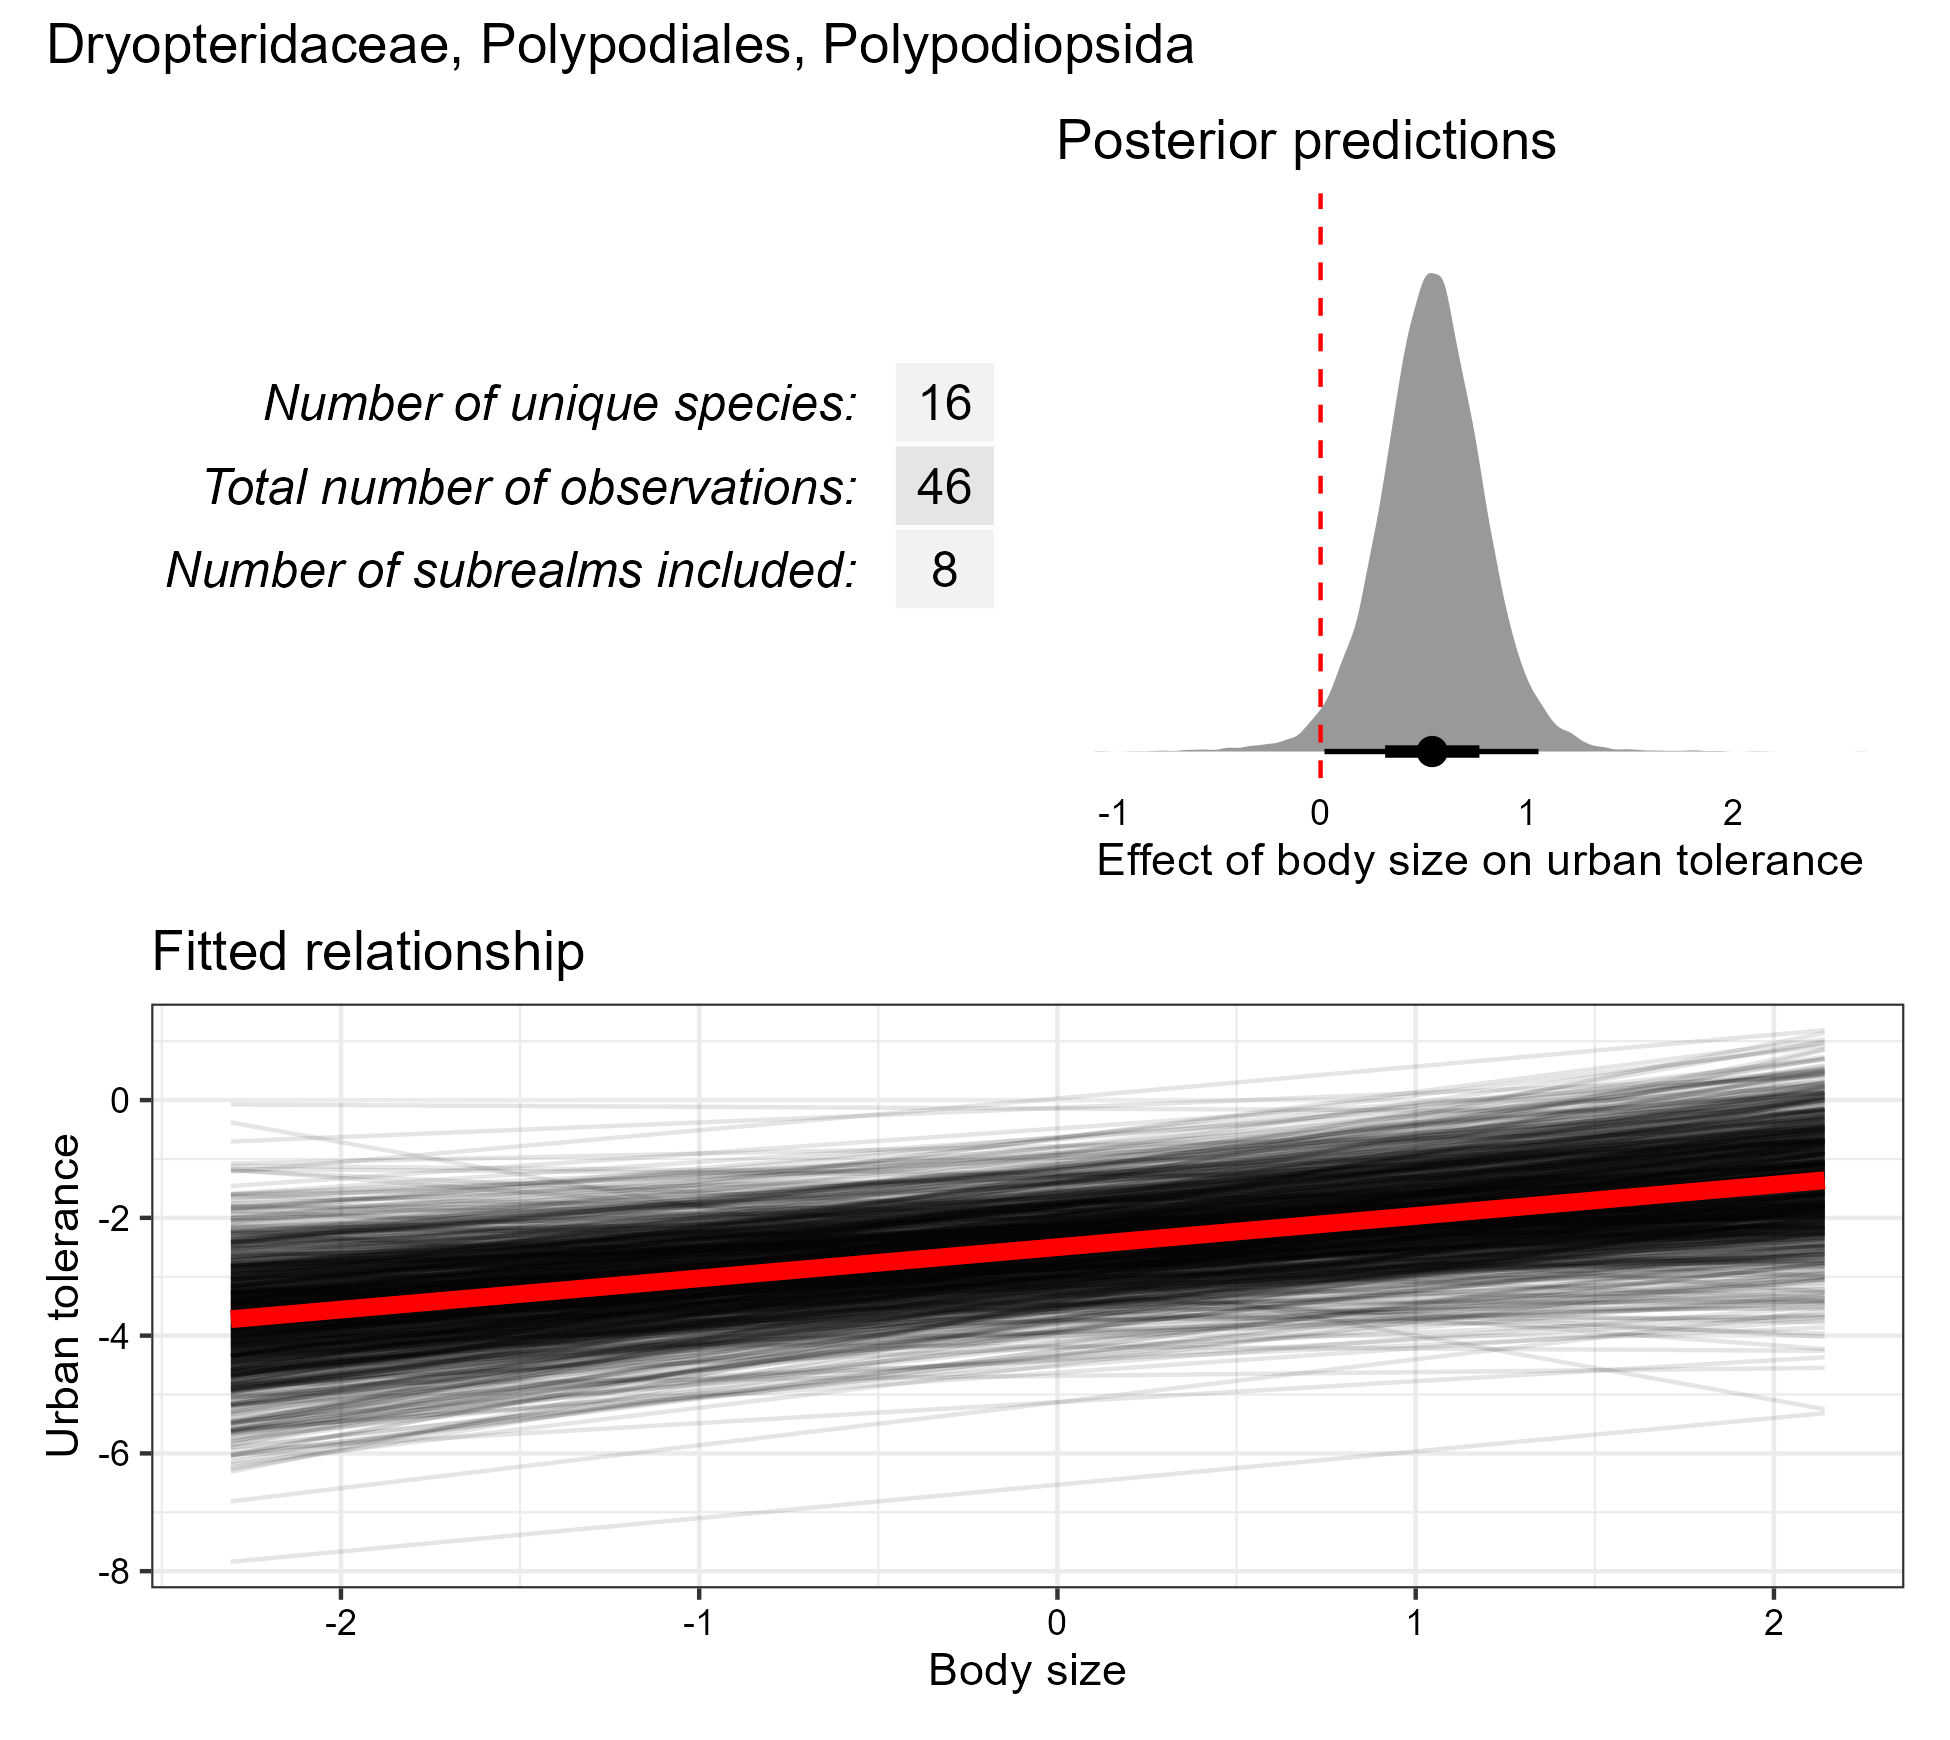 Dryopteridaceae, Polypodiales, Polypodiopsida
Posterior predictions
Number of unique species: 16
Total number of observations: 46
Number of subrealms included: 8
-1 0 1 2
Effect of body size on urban tolerance
Fitted relationship
Urban tolerance
0
-2
-4
-6
-8
-2 -1 0 1 2
Body size